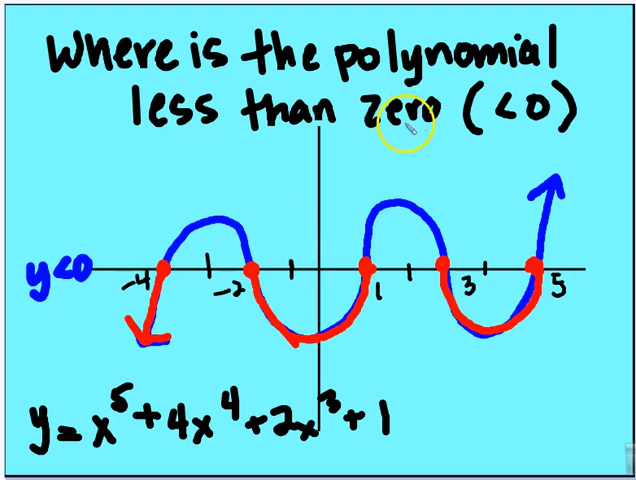 Where is the polynomial
less than zero (<0)
y<0
-4 -2 1 3 5
y=x⁵+4x⁴+2x³+1